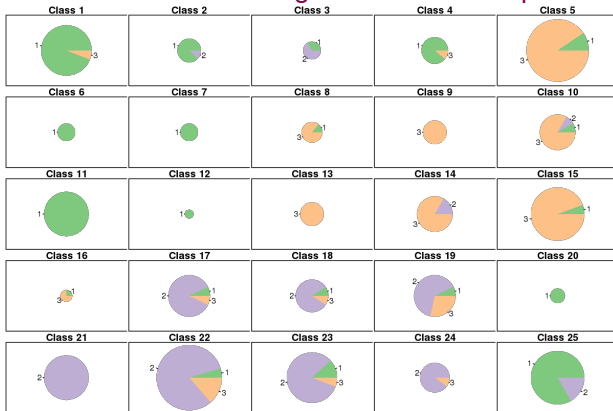 Class 1 Class 2 Class 3 Class 4 Class 5
1 3 1 2 1 2 1 3 1 3
Class 6 Class 7 Class 8 Class 9 Class 10
1 1 1 3 3 2 1 3
Class 11 Class 12 Class 13 Class 14 Class 15
1 1 3 2 3 1 3
Class 16 Class 17 Class 18 Class 19 Class 20
1 3 1 2 3 1 2 3 2 1 3 1
Class 21 Class 22 Class 23 Class 24 Class 25
2 2 1 3 1 2 3 2 3 1 2